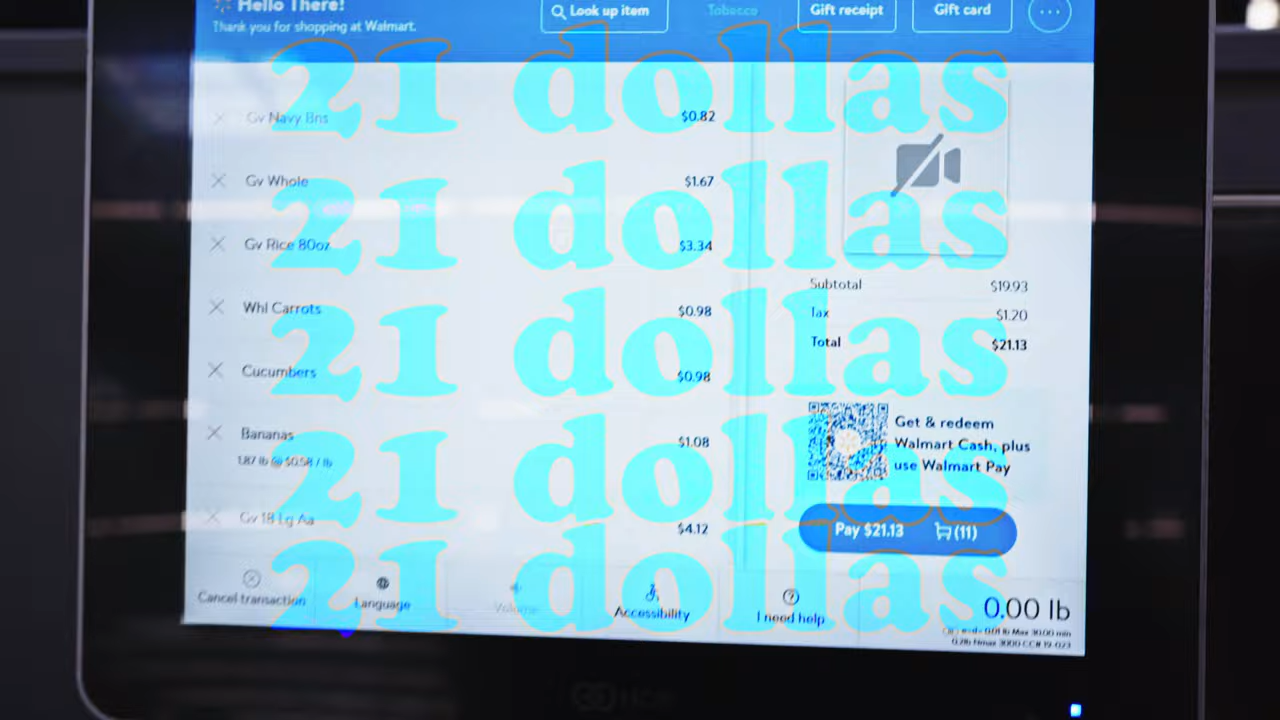 Hello There!
Thank you for shopping at Walmart.
Look up item
Tobacco
Gift receipt
Gift card
21 dollas
Gv Navy Bns $0.82
Gv Whole $1.67
21 dollas
Gv Rice 80oz $3.34
Subtotal $19.93
Whl Carrots $0.98
Tax $1.20
21 dollas
Total $21.13
Cucumbers $0.98
Bananas $1.08
1.87 lb @ $0.58 / lb
Get & redeem
Walmart Cash, plus
use Walmart Pay
21 dollas
Gv 18 Lg Aa $4.12
Pay $21.13 (11)
21 dollas
Cancel transaction
Language
Volume
Accessibility
I need help
0.00 lb